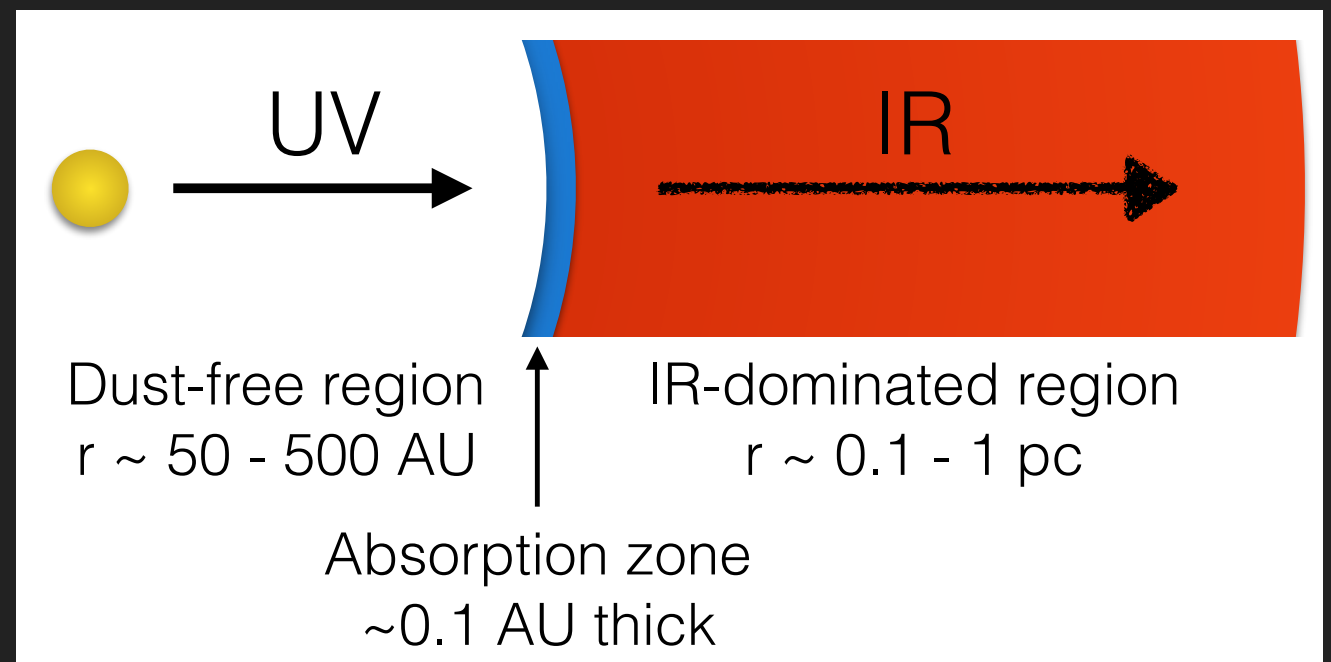 UV
IR
Dust-free region
r ~ 50 - 500 AU
IR-dominated region
r ~ 0.1 - 1 pc
Absorption zone
~0.1 AU thick